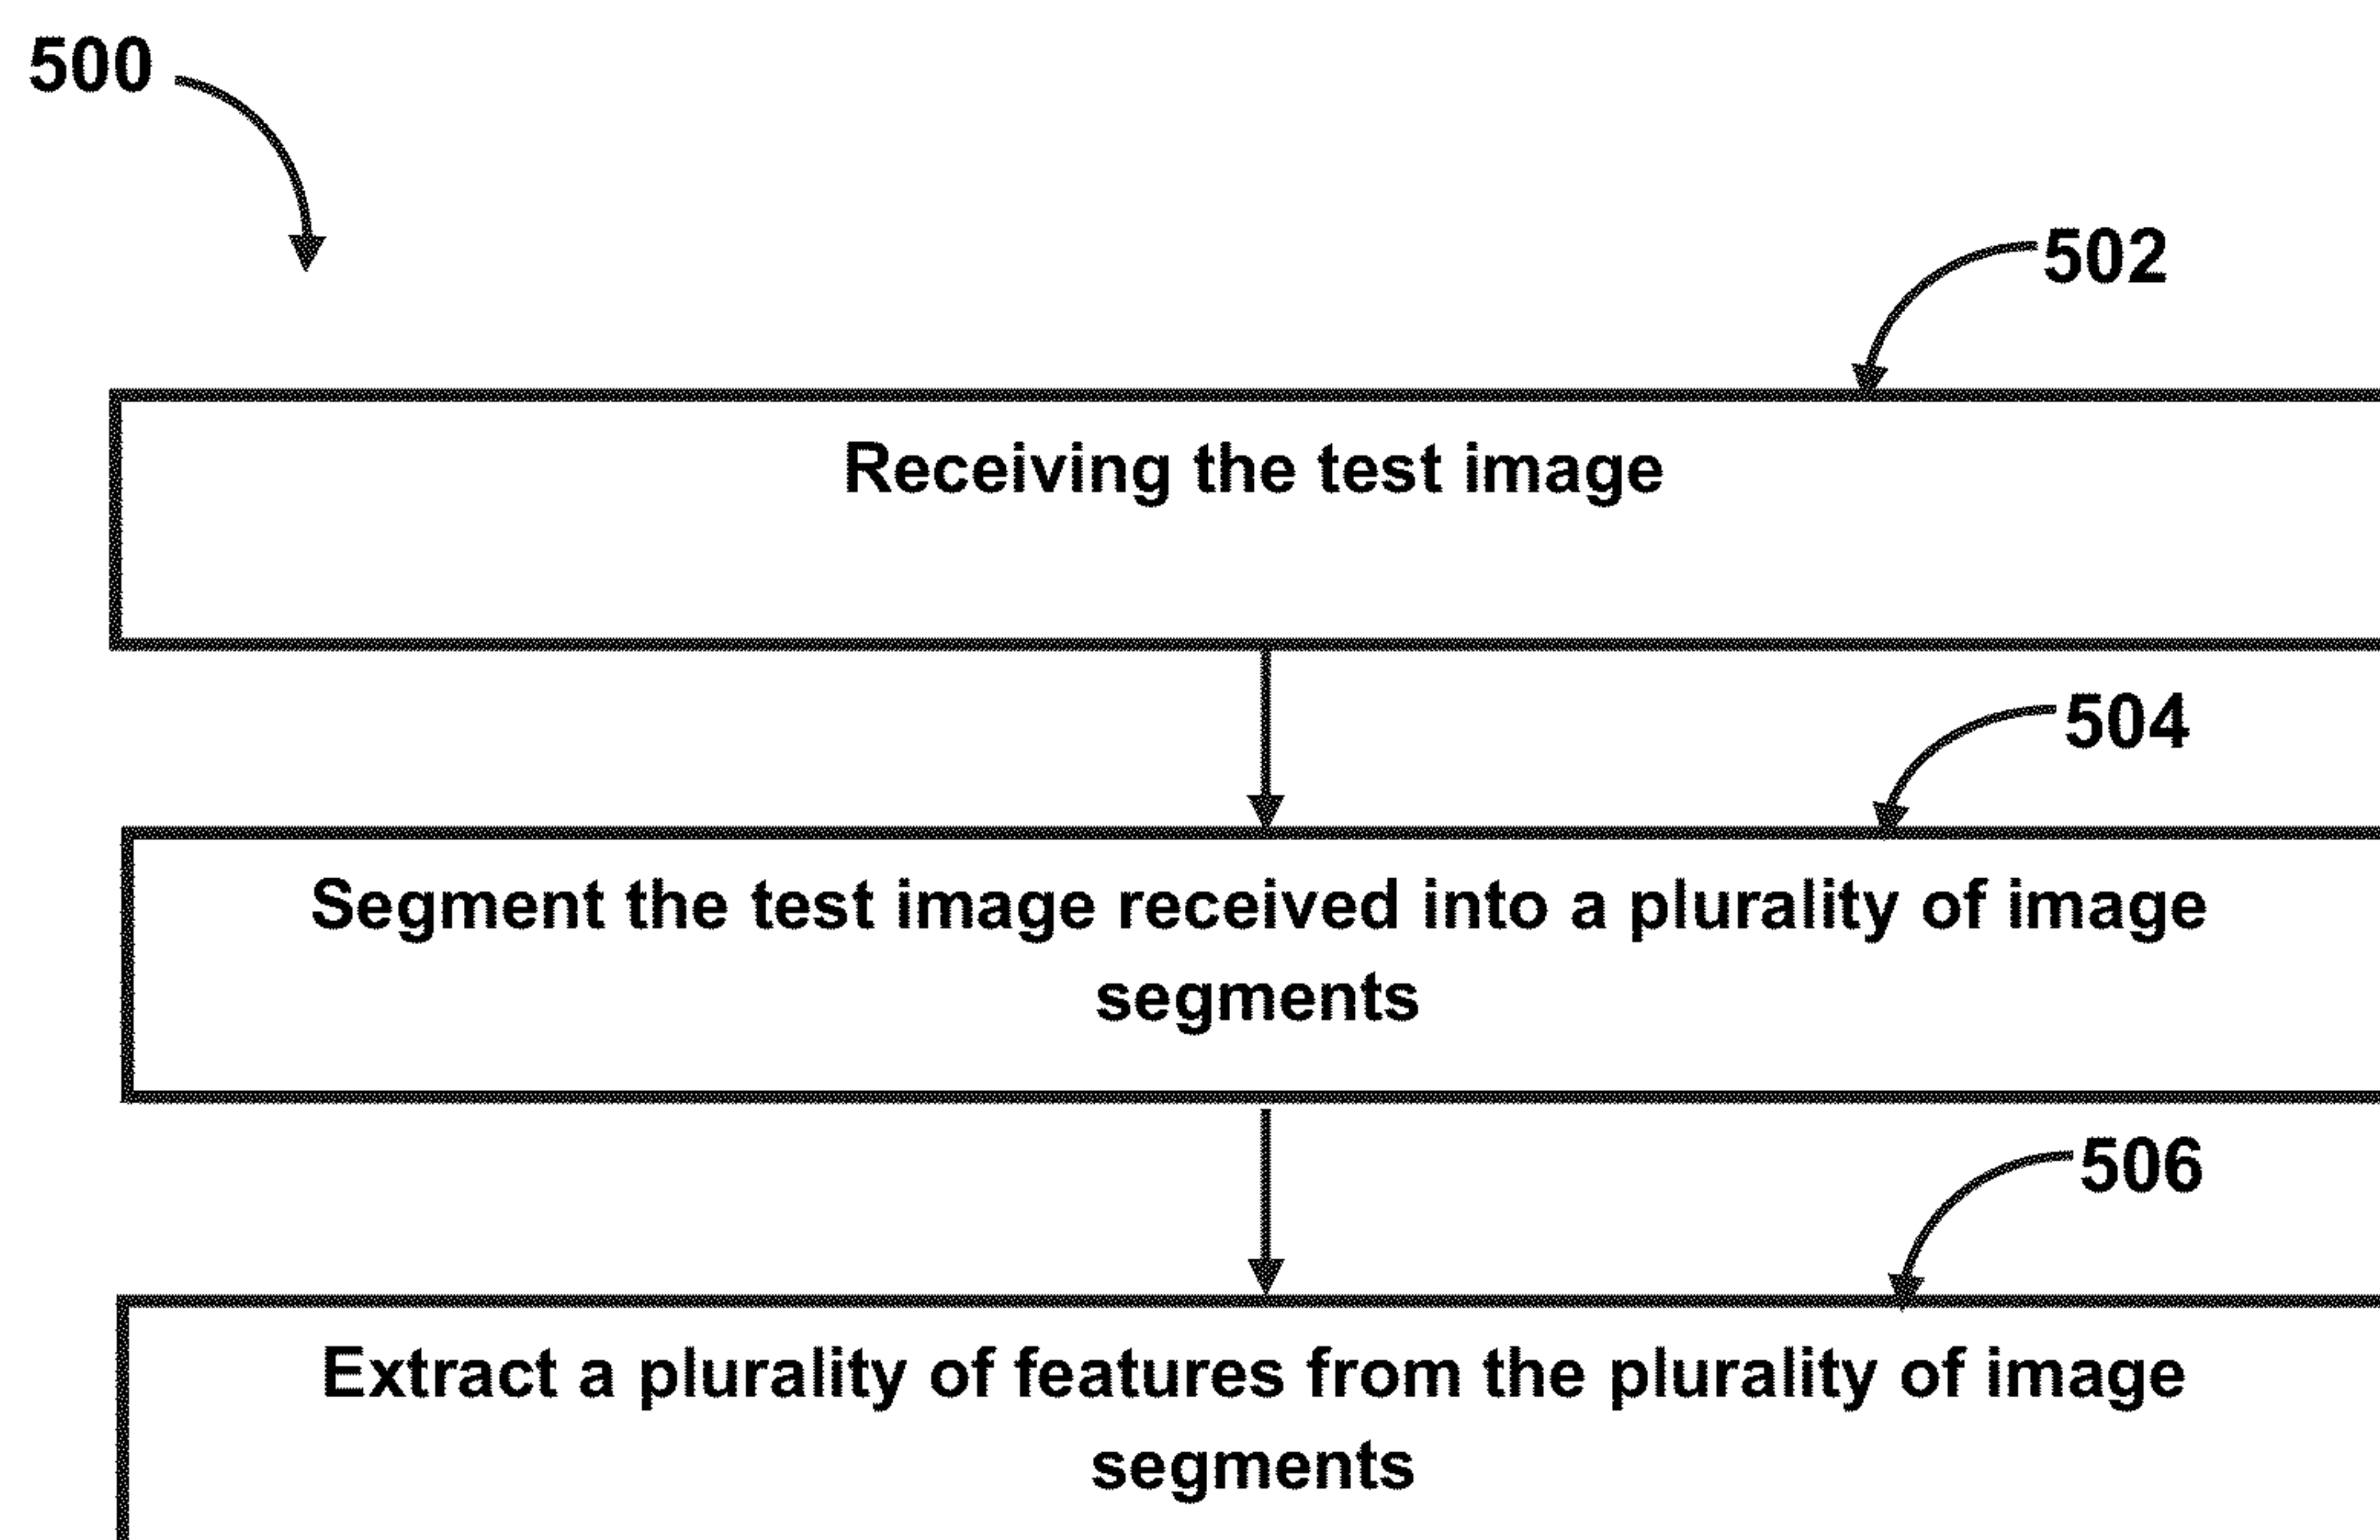 500
502
Receiving the test image
504
Segment the test image received into a plurality of image
segments
506
Extract a plurality of features from the plurality of image
segments